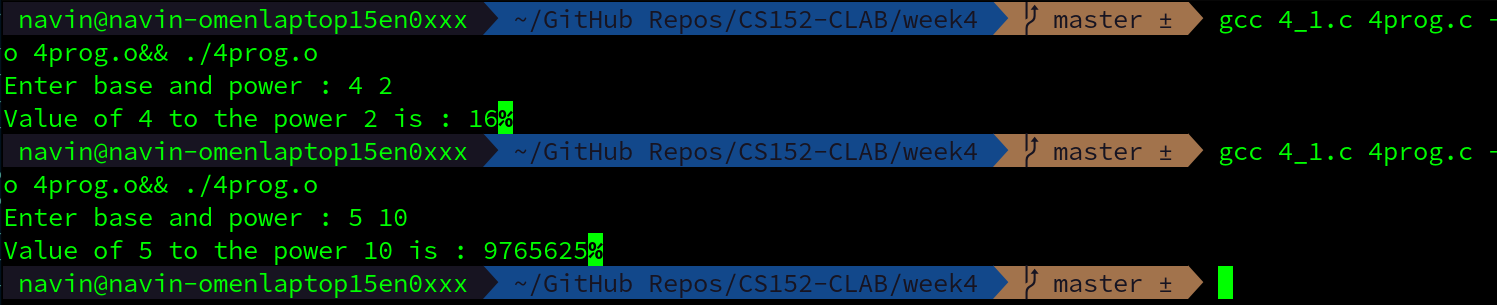 navin@navin-omenlaptop15en0xxx ~/GitHub Repos/CS152-CLAB/week4 master ± gcc 4_1.c 4prog.c -
o 4prog.o&& ./4prog.o
Enter base and power : 4 2
Value of 4 to the power 2 is : 16%
navin@navin-omenlaptop15en0xxx ~/GitHub Repos/CS152-CLAB/week4 master ± gcc 4_1.c 4prog.c -
o 4prog.o&& ./4prog.o
Enter base and power : 5 10
Value of 5 to the power 10 is : 9765625%
navin@navin-omenlaptop15en0xxx ~/GitHub Repos/CS152-CLAB/week4 master ±